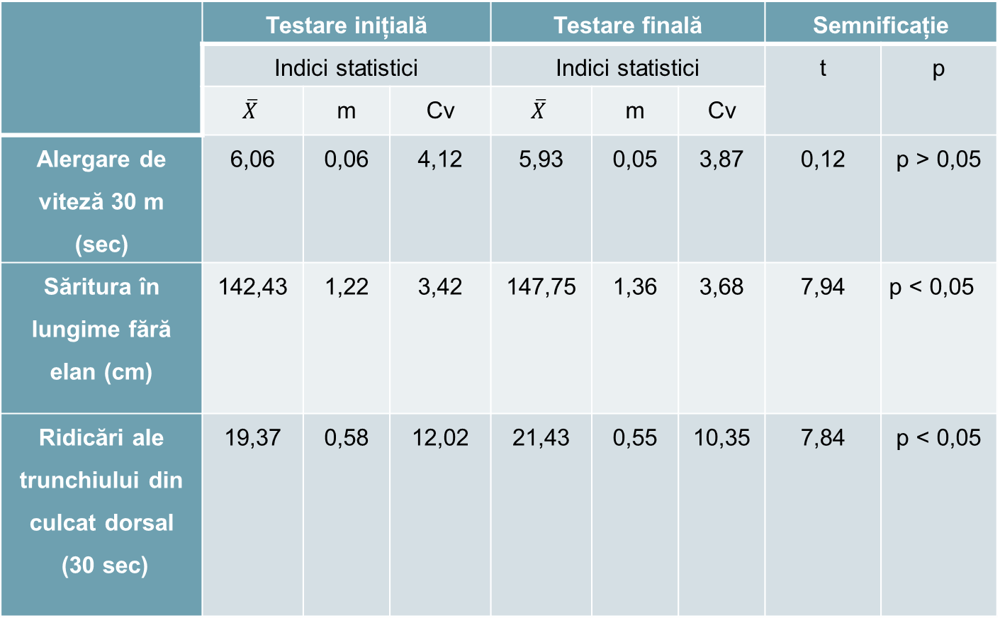 Testare inițială Testare finală Semnificație
Indici statistici Indici statistici t p
X̄ m Cv X̄ m Cv
Alergare de 6,06 0,06 4,12 5,93 0,05 3,87 0,12 p > 0,05
viteză 30 m
(sec)
Săritura în 142,43 1,22 3,42 147,75 1,36 3,68 7,94 p < 0,05
lungime fără
elan (cm)
Ridicări ale 19,37 0,58 12,02 21,43 0,55 10,35 7,84 p < 0,05
trunchiului din
culcat dorsal
(30 sec)